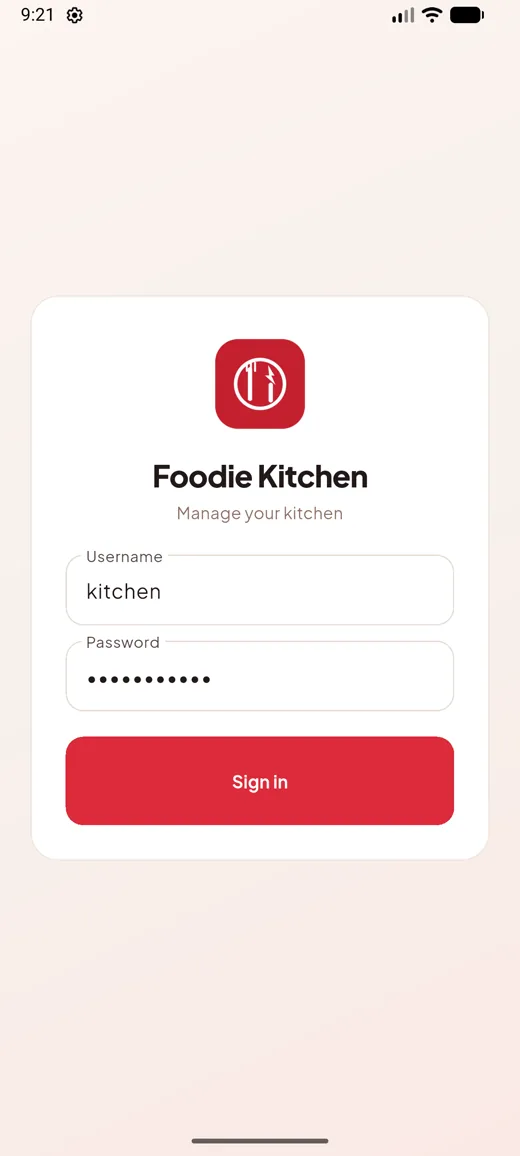 9:21
Foodie Kitchen
Manage your kitchen
Username
kitchen
Password
•••••••••••
Sign in